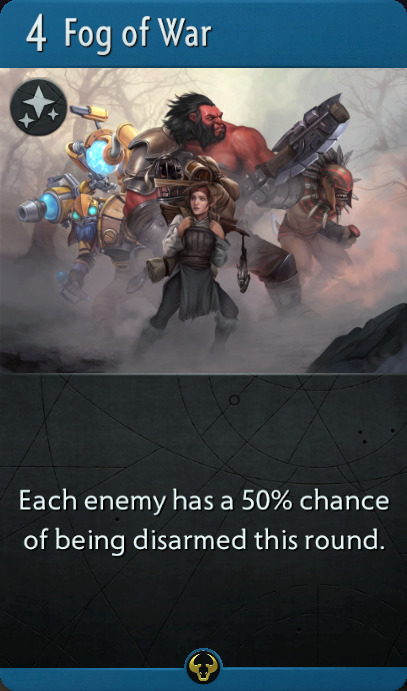 4 Fog of War
Each enemy has a 50% chance
of being disarmed this round.